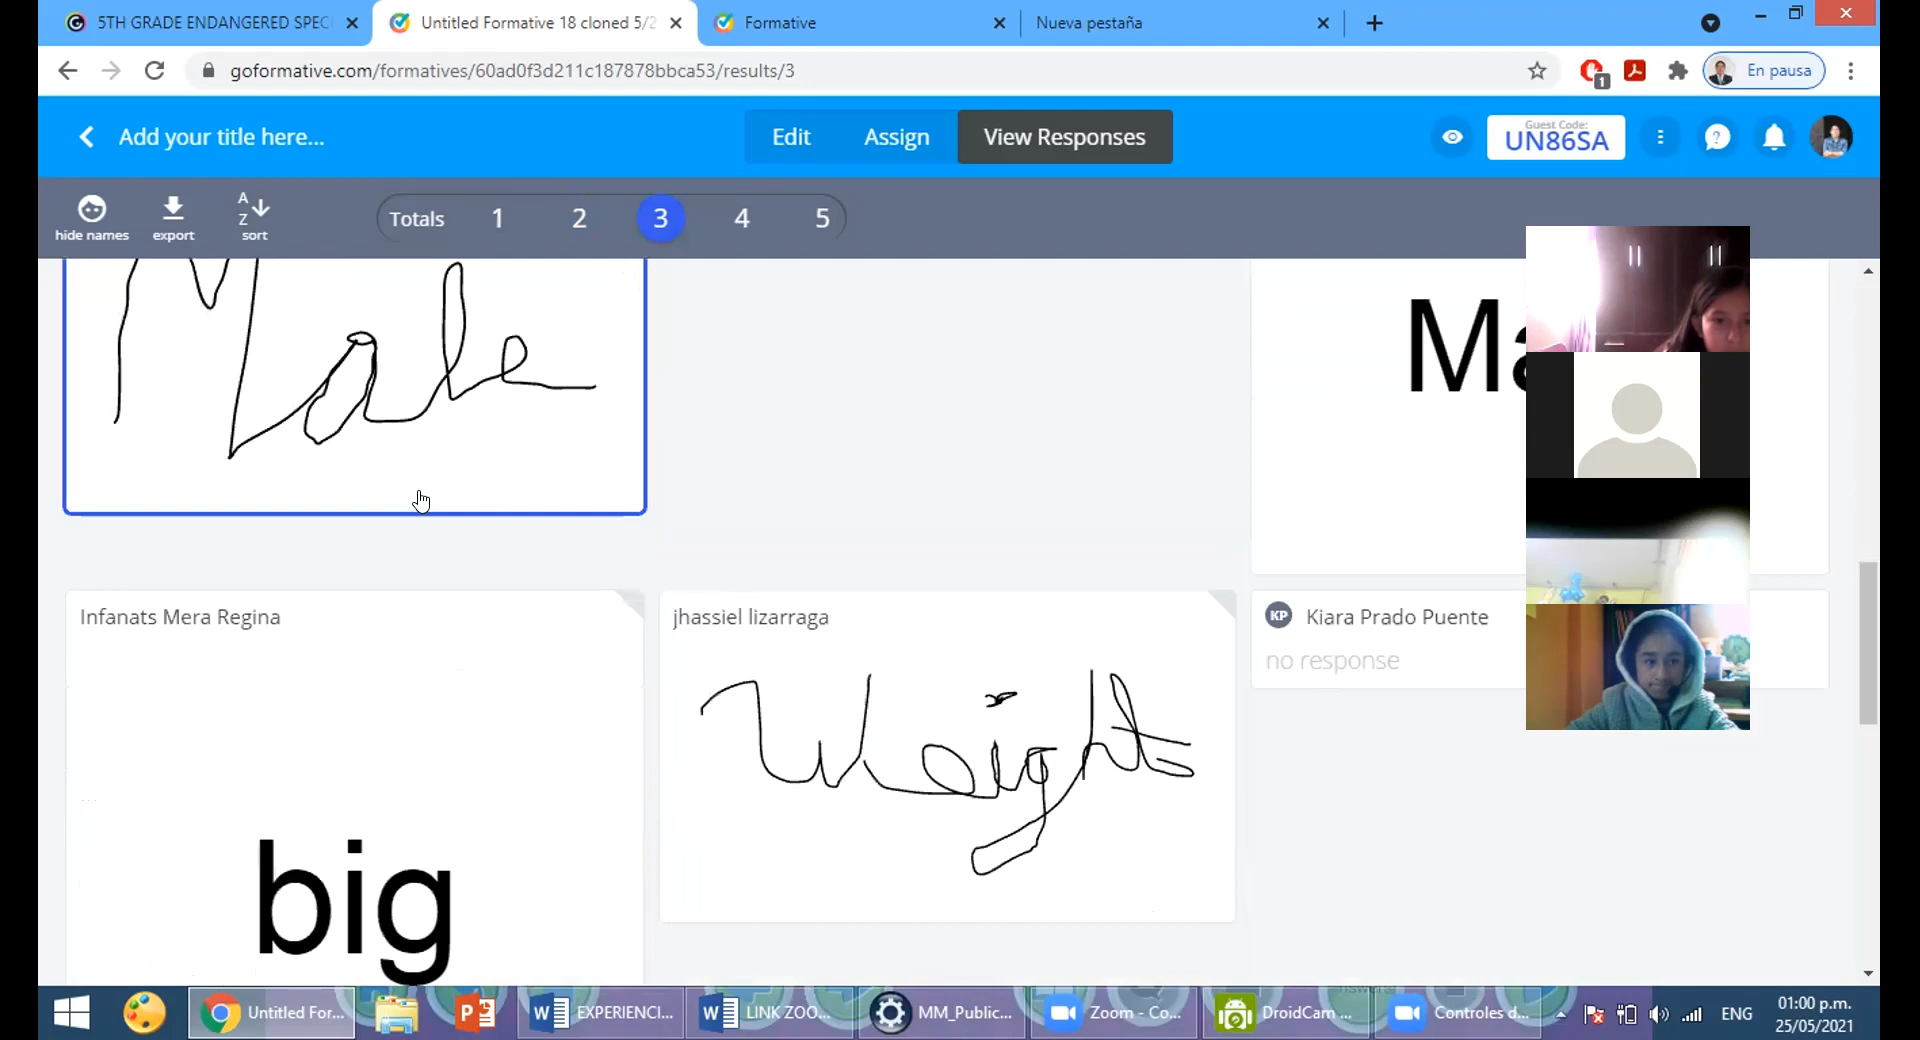 5TH GRADE ENDANGERED SPECI
Untitled Formative 18 cloned 5/2
Formative
Nueva pestaña
goformative.com/formatives/60ad0f3d211c187878bbca53/results/3
1
En pausa
Add your title here...
Edit
Assign
View Responses
Guest Code:
UN86SA
hide names
export
A
Z
sort
Totals
1
2
3
4
5
Male
Ma
Infanats Mera Regina
big
jhassiel lizarraga
Weight
KP
Kiara Prado Puente
no response
Untitled For...
EXPERIENCI...
LINK ZOO...
MM_Public...
Zoom - Co...
DroidCam ...
Controles d...
ENG
01:00 p.m.
25/05/2021